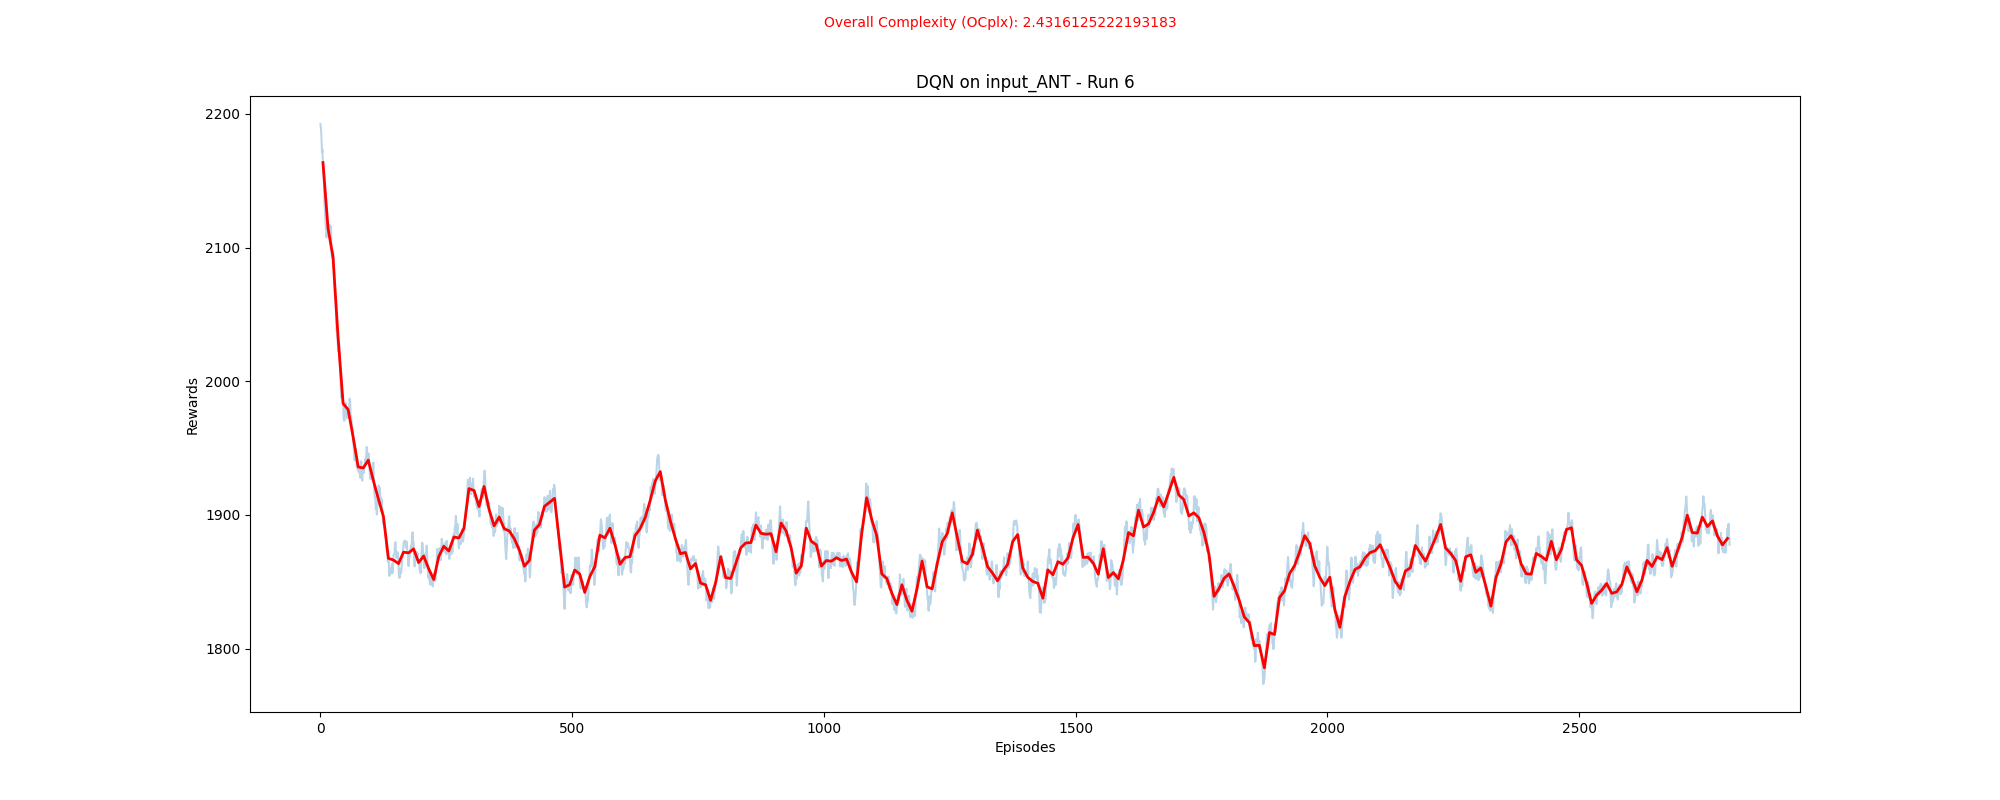 Overall Complexity (OCplx): 2.4316125222193183
DQN on input_ANT - Run 6
2200
2100
2000
1900
1800
Rewards
0 500 1000 1500 2000 2500
Episodes